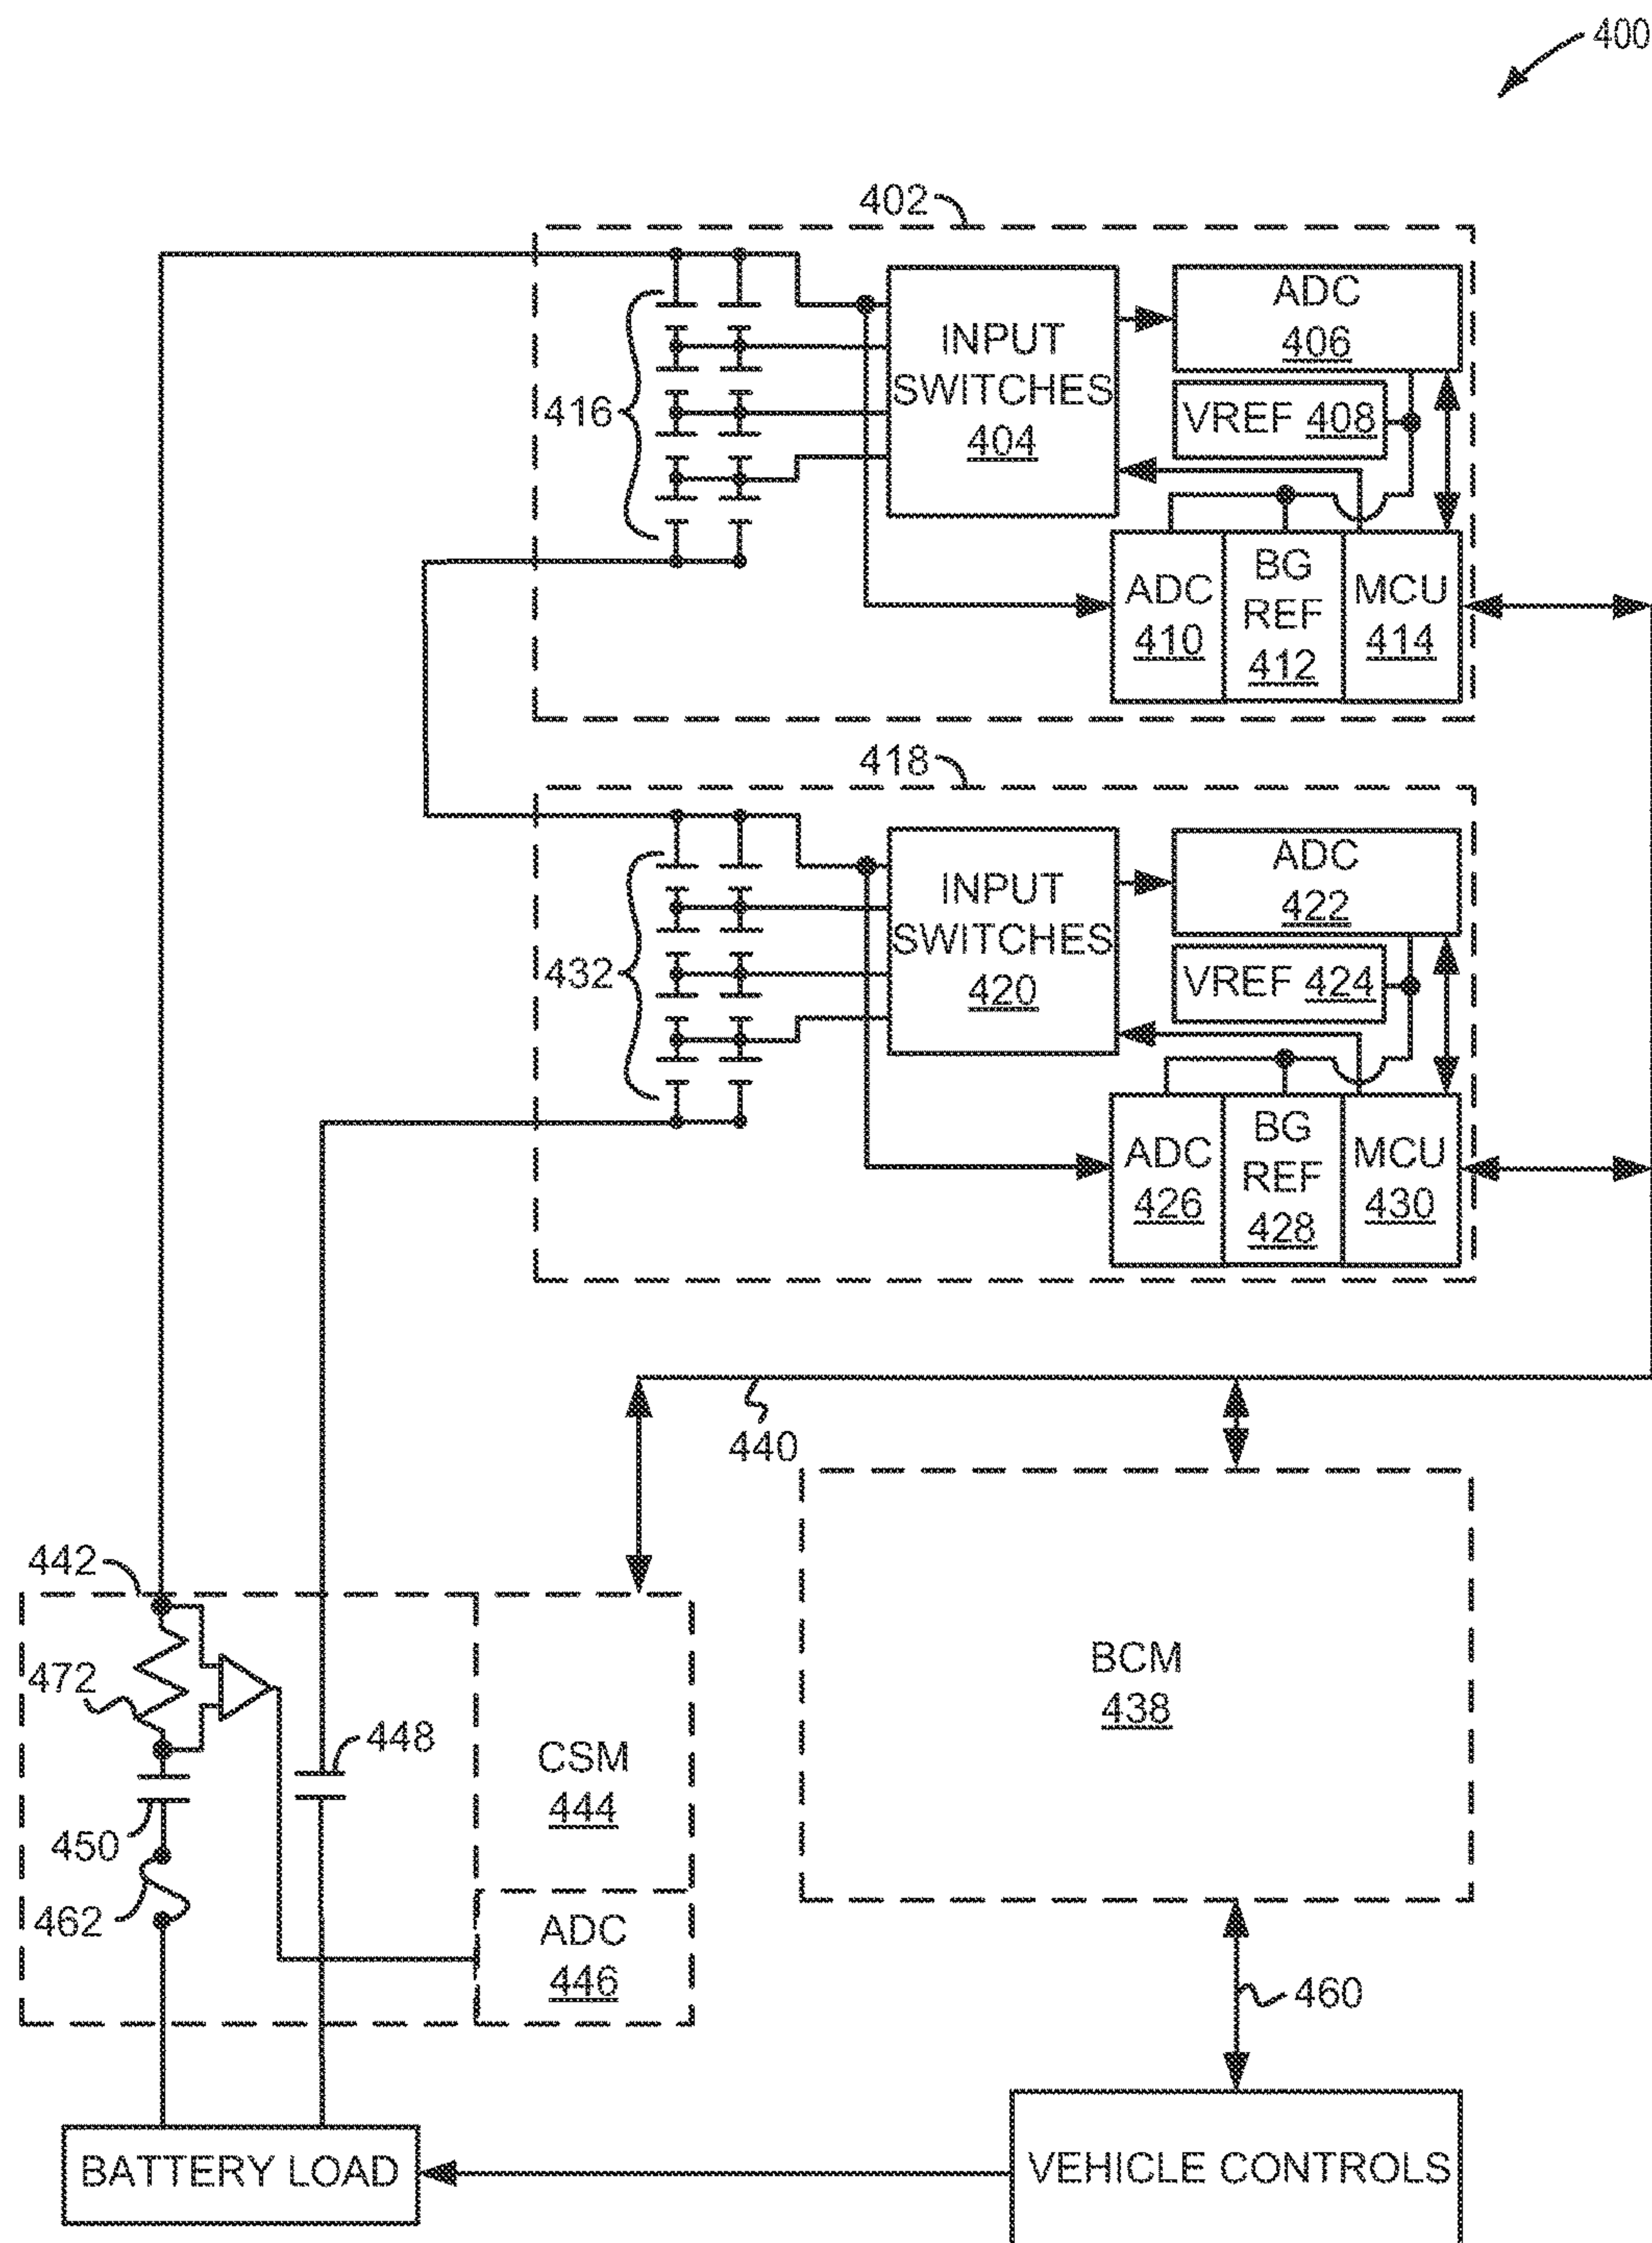 400
402
INPUT
SWITCHES
404
ADC
406
VREF 408
416
ADC
410
BG
REF
412
MCU
414
418
INPUT
SWITCHES
420
ADC
422
VREF 424
432
ADC
426
BG
REF
428
MCU
430
440
442
472
448
CSM
444
BCM
438
450
462
ADC
446
460
BATTERY LOAD
VEHICLE CONTROLS